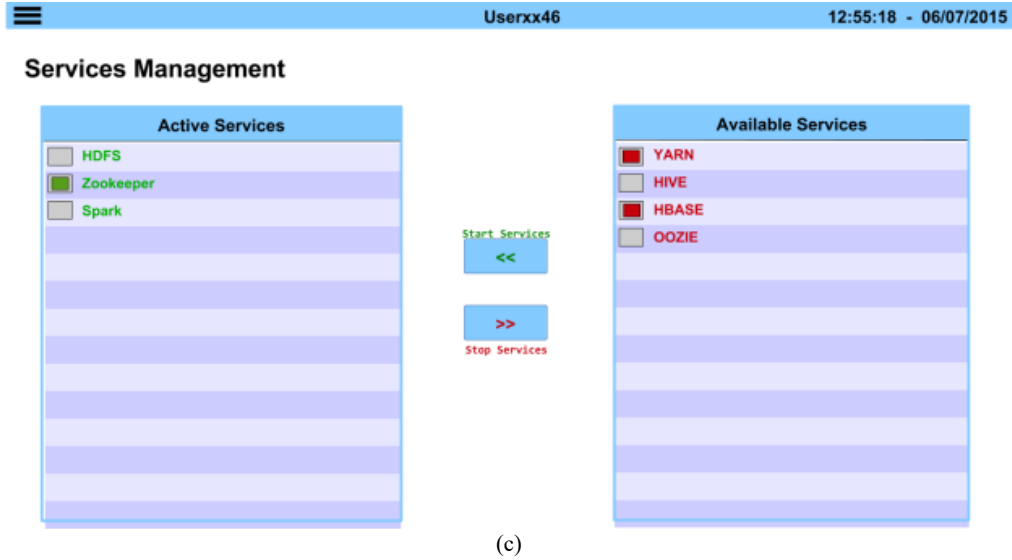 Userxx46 12:55:18 - 06/07/2015
Services Management
Active Services
HDFS
Zookeeper
Spark
Start Services
<<
>>
Stop Services
Available Services
YARN
HIVE
HBASE
OOZIE
(c)